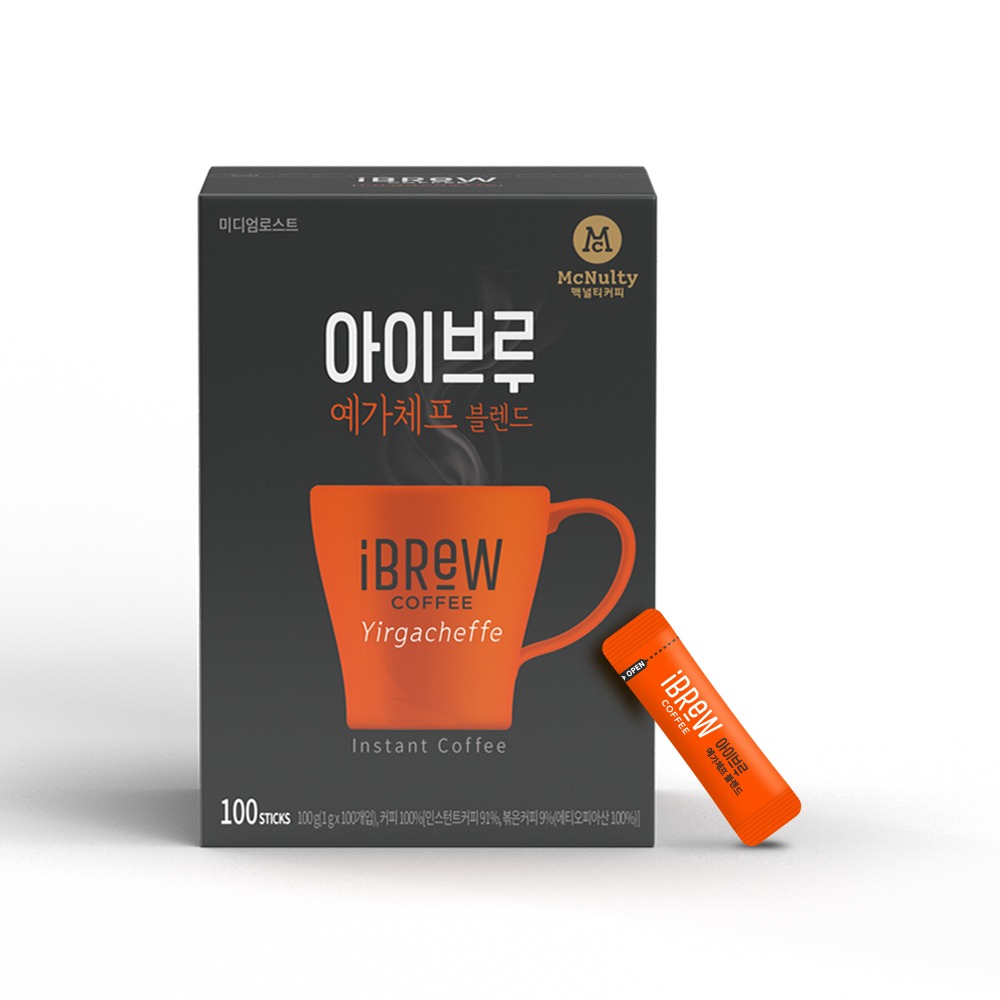 iBREW
미디엄로스트
Mc
McNulty
맥널티커피
아이브루
예가체프 블렌드
iBREW
COFFEE
Yirgacheffe
Instant Coffee
100 STICKS 100g(1g x 100개입), 커피 100%[인스턴트커피 91%, 볶은커피 9%(에티오피아산 100%)]
OPEN
iBREW
COFFEE
아이브루
예가체프 블렌드